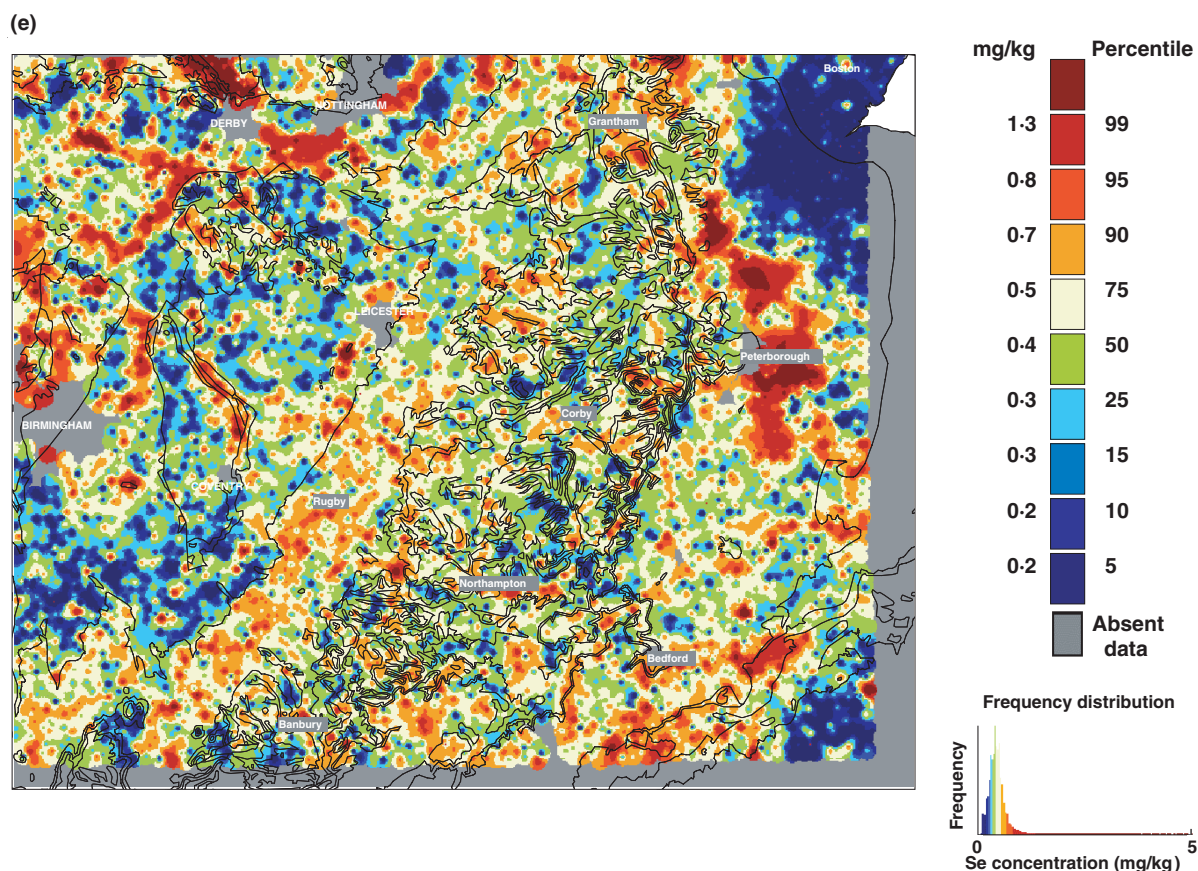 (e)
Boston
NOTTINGHAM
DERBY
Grantham
LEICESTER
Peterborough
Corby
BIRMINGHAM
COVENTRY
Rugby
Northampton
Bedford
Banbury
mg/kg Percentile
1·3 99
0·8 95
0·7 90
0·5 75
0·4 50
0·3 25
0·3 15
0·2 10
0·2 5
Absent
data
Frequency distribution
Frequency
0 5
Se concentration (mg/kg)